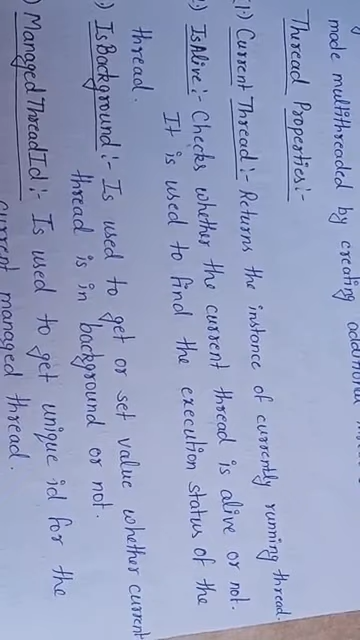 mode multithreaded by creating
Thread Properties:-
(1.) Current Thread:- Returns the instance of currently running thread.
.) IsAlive:- Checks whether the current thread is alive or not.
It is used to find the execution status of the
thread.
.) IsBackground:- Is used to get or set value whether current
thread is in background or not.
) ManagedThreadId:- Is used to get unique id for the
current managed thread.